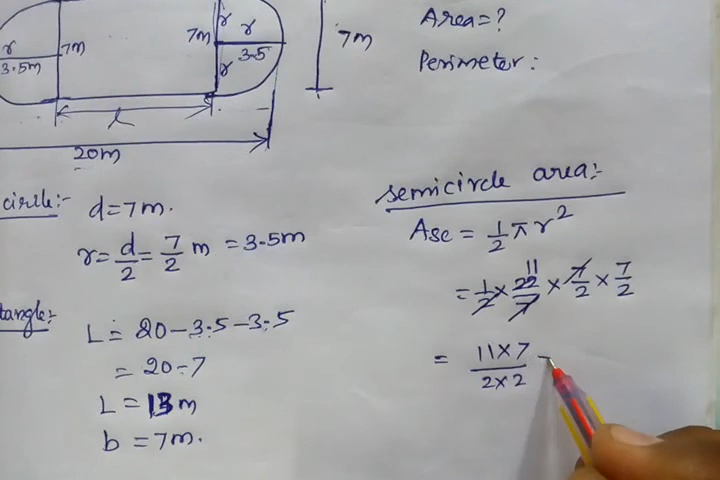 r
3.5m
7m
7m
r
r
3.5
r
7m
l
20m
Area=?
Perimeter:
circle:-
d=7m.
r=d/2=7/2 m =3.5m
tangle:-
L= 20-3.5-3.5
= 20-7
L= 13m
b =7m.
semicircle area:-
Asc = 1/2 π r²
11
= 1/2 × 22/7 × 7/2 × 7/2
= 11×7/2×2 -